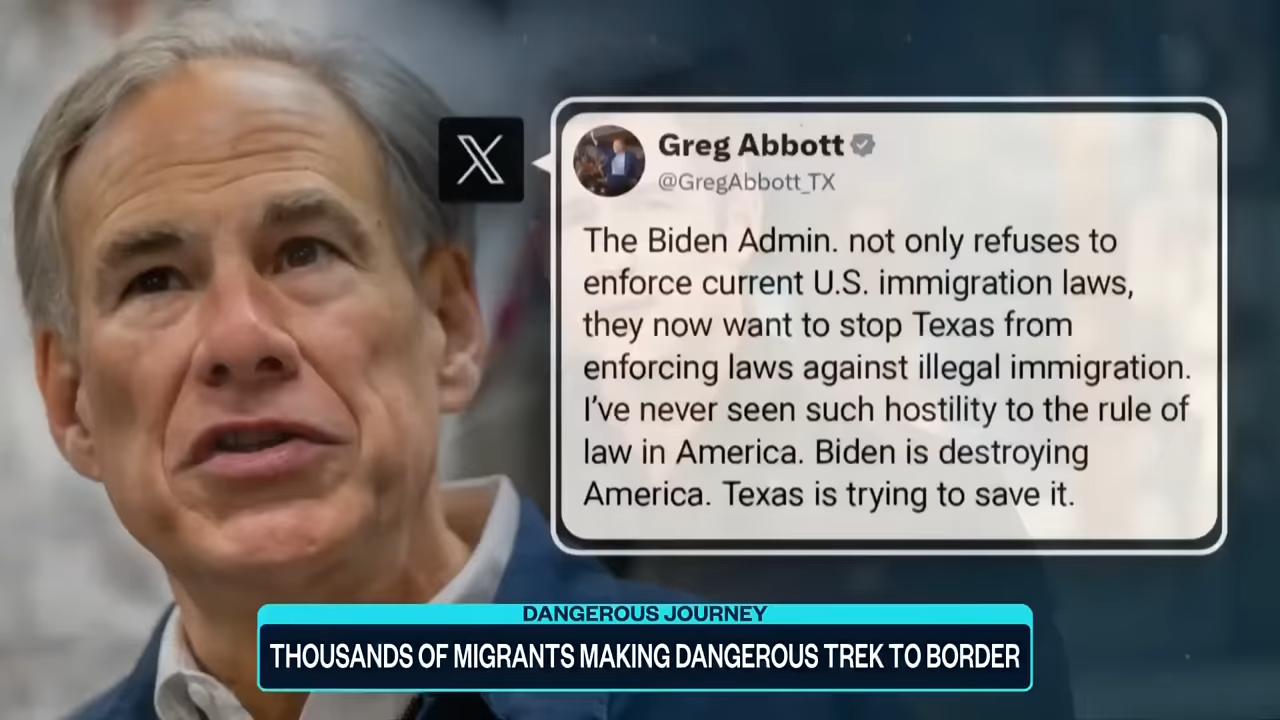 X
Greg Abbott
@GregAbbott_TX
The Biden Admin. not only refuses to
enforce current U.S. immigration laws,
they now want to stop Texas from
enforcing laws against illegal immigration.
I've never seen such hostility to the rule of
law in America. Biden is destroying
America. Texas is trying to save it.
DANGEROUS JOURNEY
THOUSANDS OF MIGRANTS MAKING DANGEROUS TREK TO BORDER